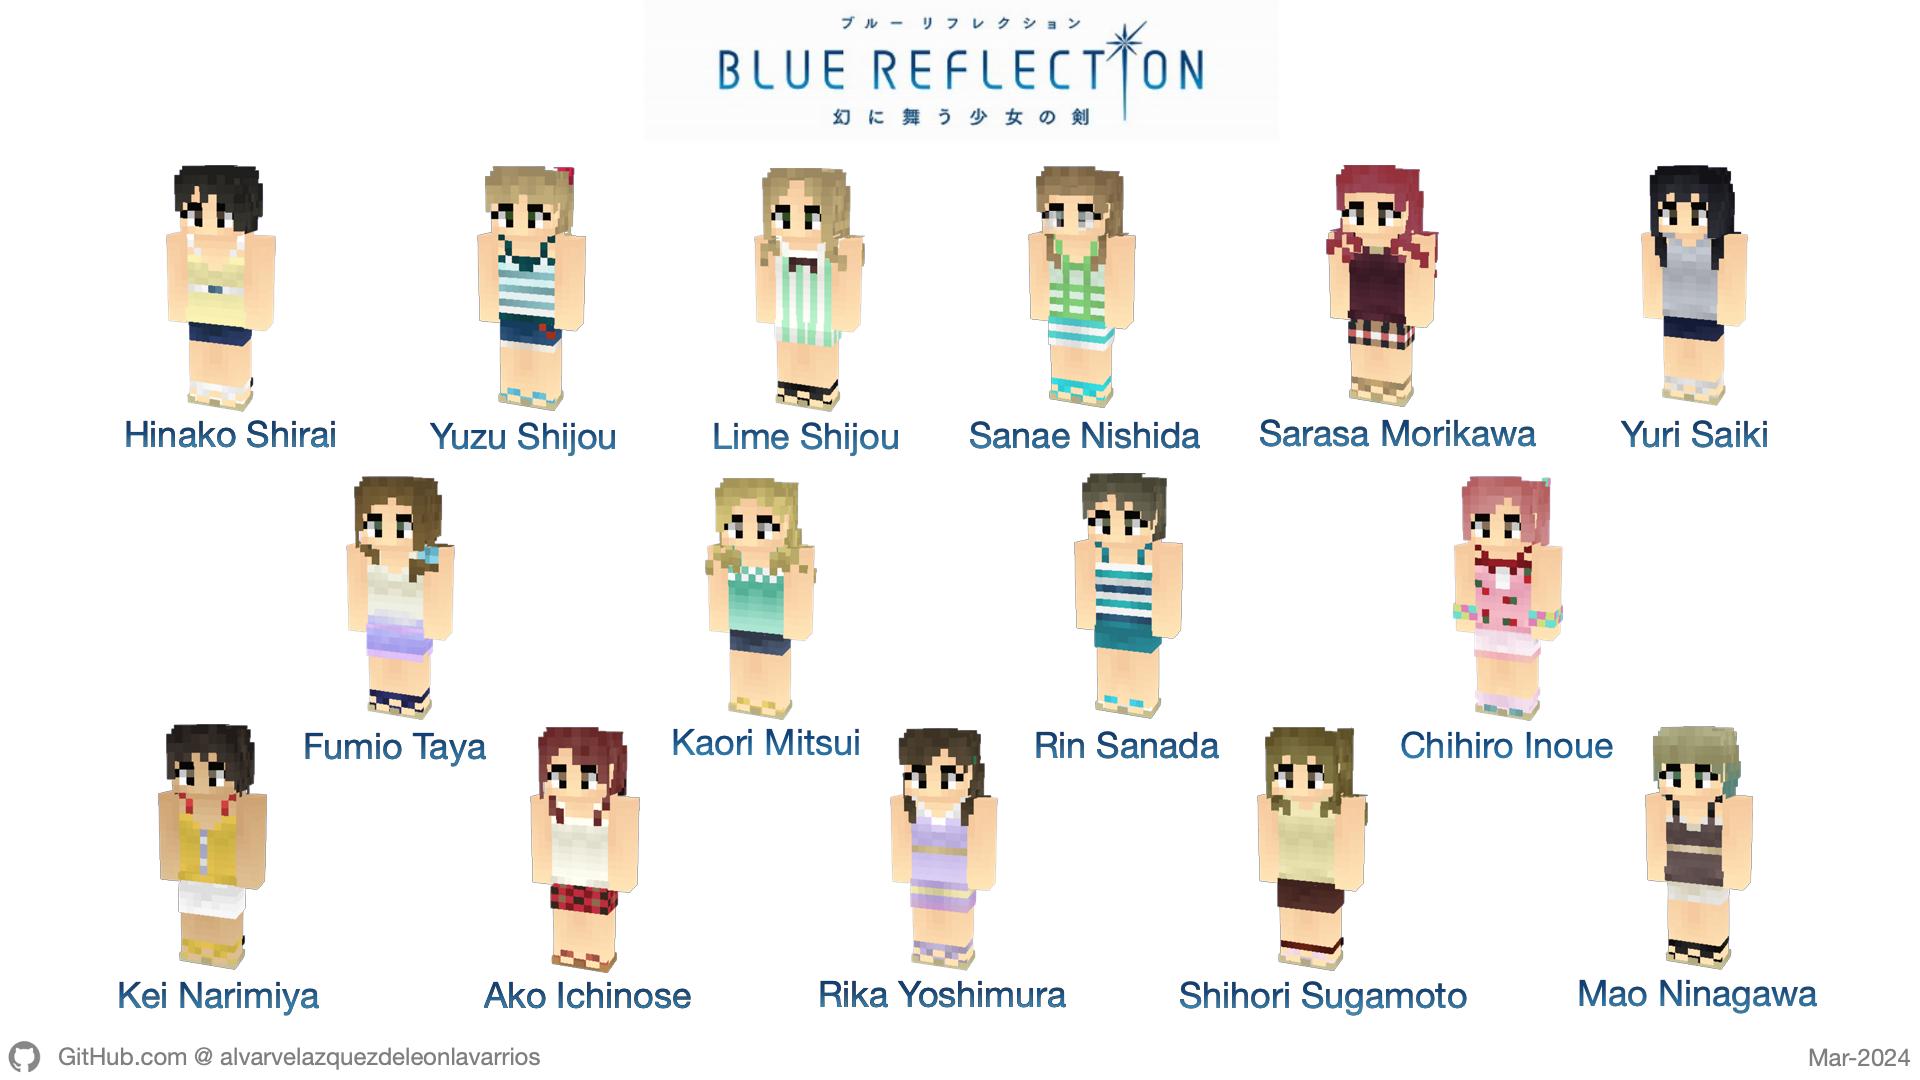 ブルー リフレクション
BLUE REFLECTION
幻に舞う少女の剣
Hinako Shirai
Yuzu Shijou
Lime Shijou
Sanae Nishida
Sarasa Morikawa
Yuri Saiki
Fumio Taya
Kaori Mitsui
Rin Sanada
Chihiro Inoue
Kei Narimiya
Ako Ichinose
Rika Yoshimura
Shihori Sugamoto
Mao Ninagawa
GitHub.com @ alvarvelazquezdeleonlavarrios
Mar-2024